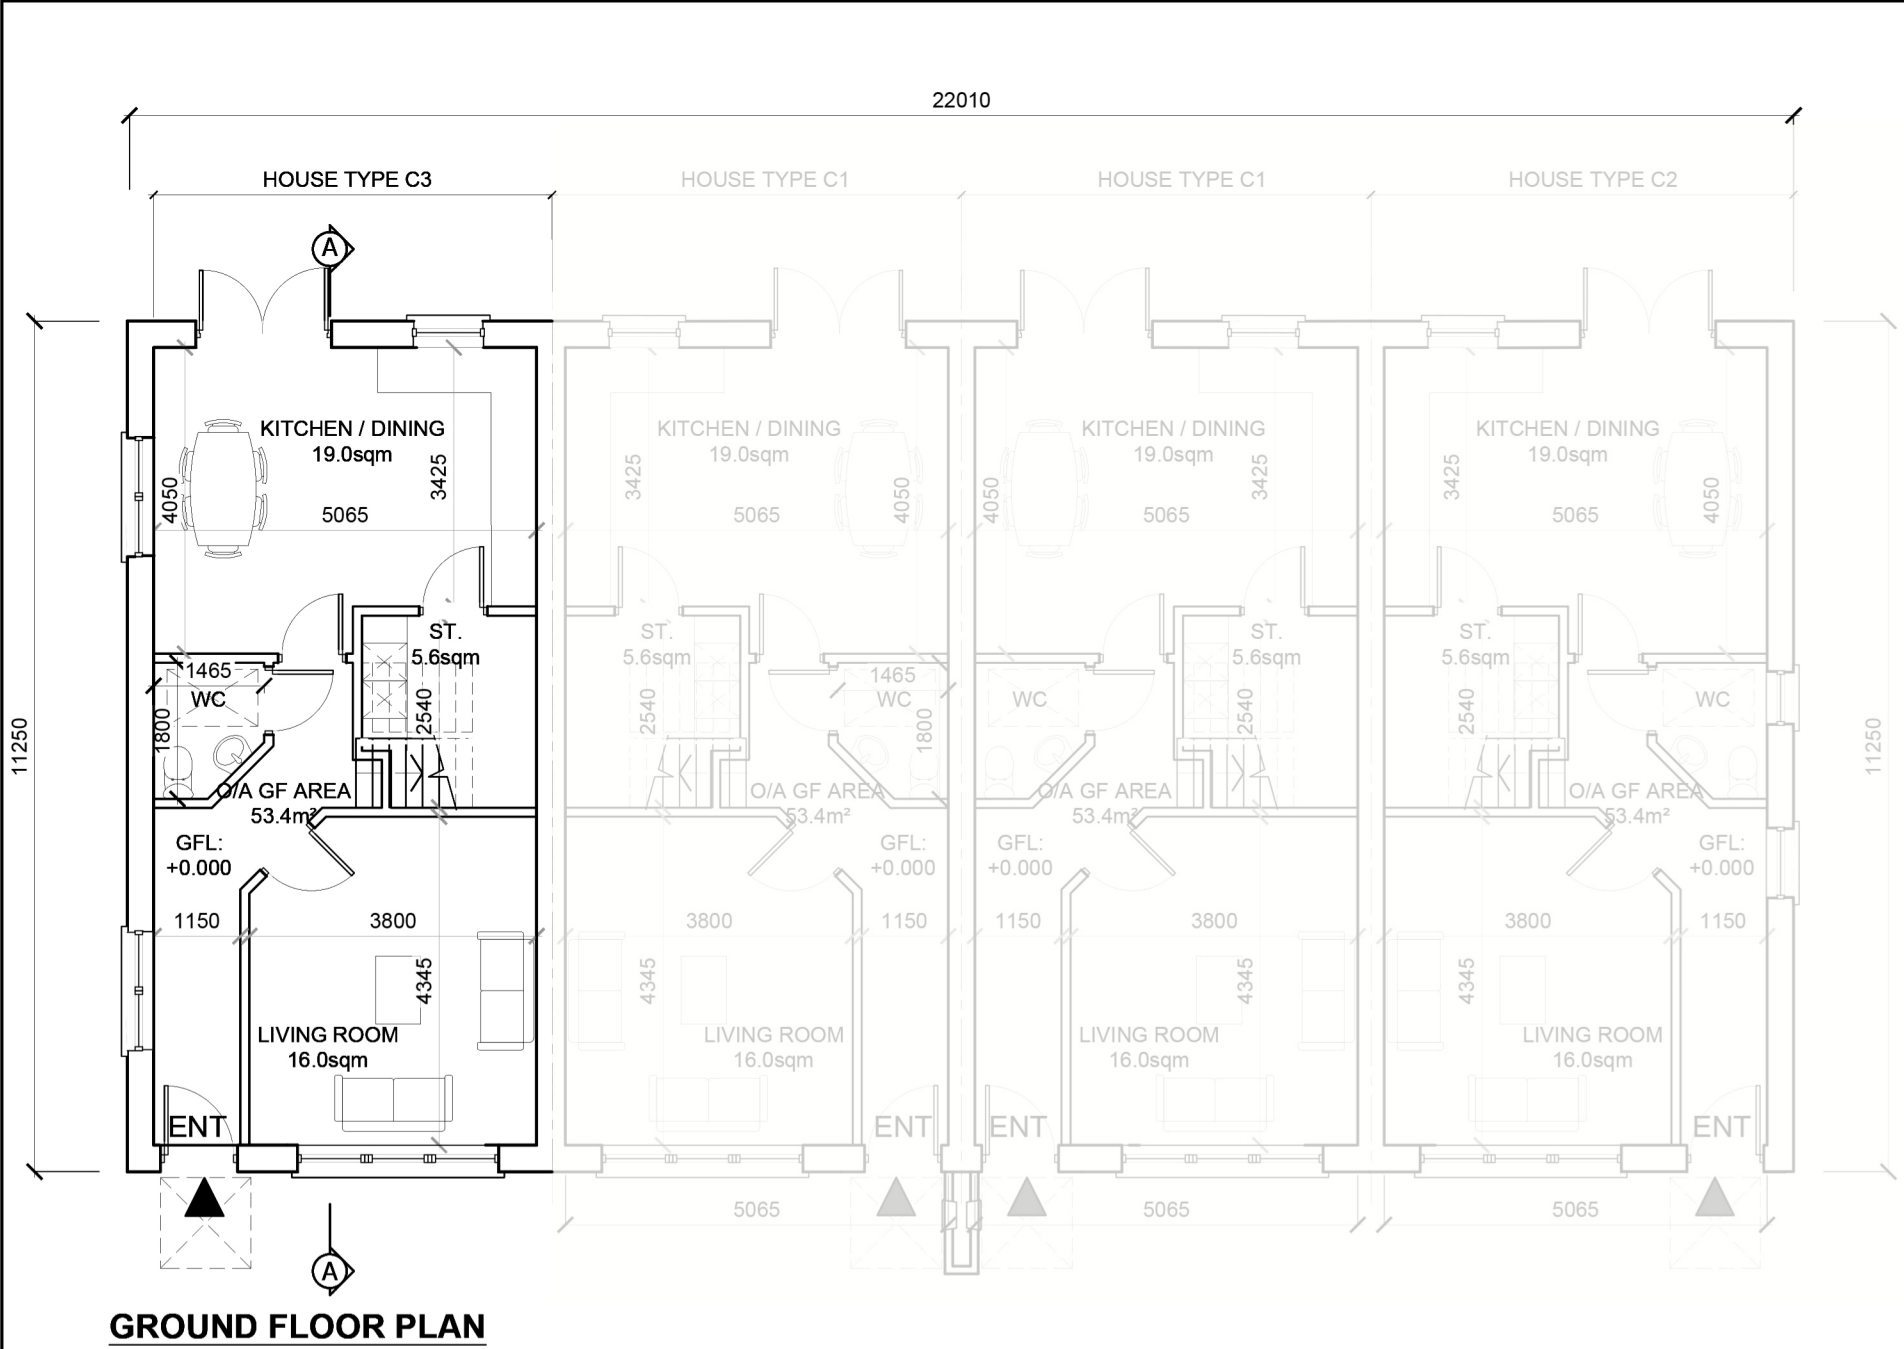 22010
HOUSE TYPE C3
HOUSE TYPE C1
HOUSE TYPE C1
HOUSE TYPE C2
A
KITCHEN / DINING
19.0sqm
4050
3425
5065
KITCHEN / DINING
19.0sqm
3425
4050
5065
KITCHEN / DINING
19.0sqm
4050
3425
5065
KITCHEN / DINING
19.0sqm
3425
4050
5065
ST.
5.6sqm
2540
1465
WC
1800
ST.
5.6sqm
2540
1465
WC
1800
WC
ST.
5.6sqm
2540
ST.
5.6sqm
2540
WC
11250
11250
O/A GF AREA
53.4m²
GFL:
+0.000
O/A GF AREA
53.4m²
GFL:
+0.000
O/A GF AREA
53.4m²
GFL:
+0.000
O/A GF AREA
53.4m²
GFL:
+0.000
1150
3800
4345
3800
1150
4345
1150
3800
4345
3800
1150
4345
LIVING ROOM
16.0sqm
LIVING ROOM
16.0sqm
LIVING ROOM
16.0sqm
LIVING ROOM
16.0sqm
ENT
ENT
ENT
ENT
5065
5065
5065
A
GROUND FLOOR PLAN